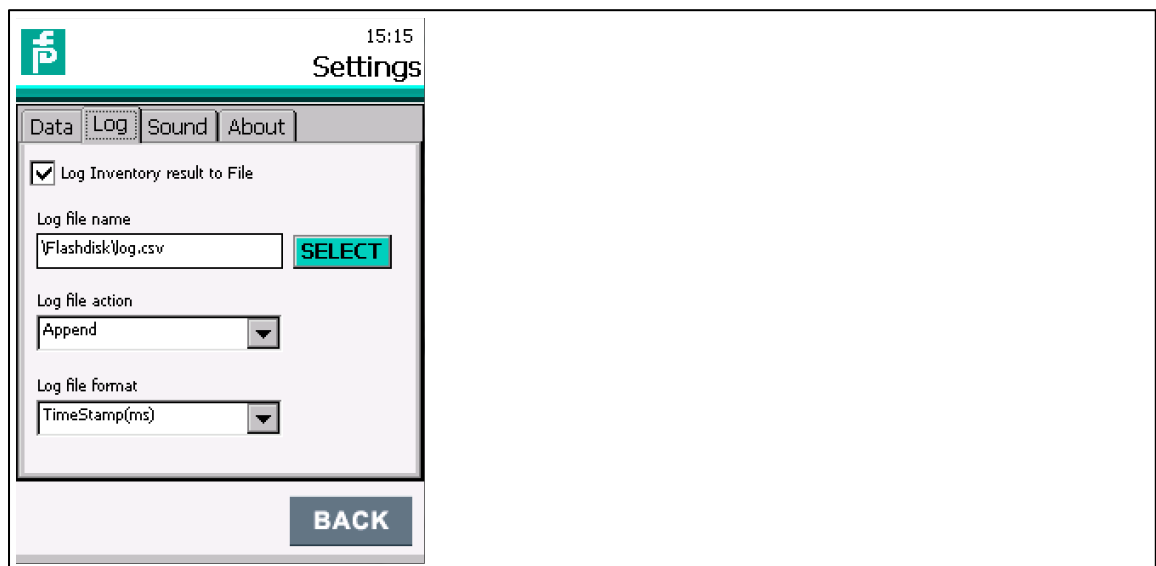 15:15
Settings
Data Log Sound About
Log Inventory result to File
Log file name
\Flashdisk\log.csv SELECT
Log file action
Append
Log file format
TimeStamp(ms)
BACK